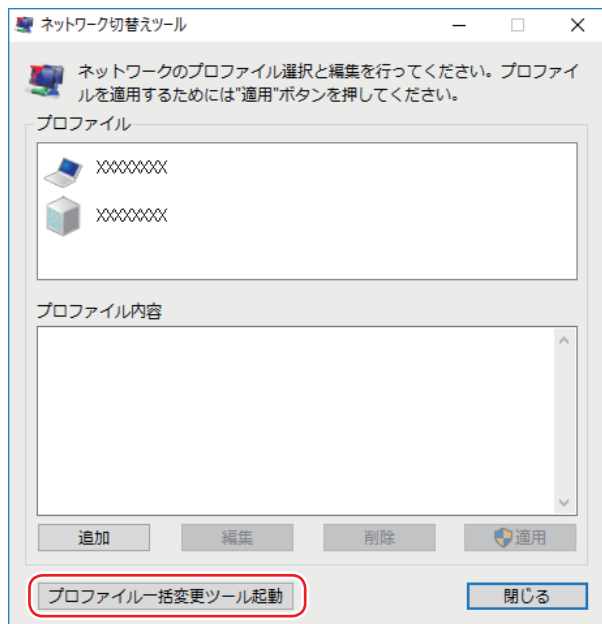 ネットワーク切替えツール
ネットワークのプロファイル選択と編集を行ってください。プロファイ
ルを適用するためには"適用"ボタンを押してください。
プロファイル
XXXXXXXX
XXXXXXXX
プロファイル内容
追加 編集 削除 適用
プロファイル一括変更ツール起動 閉じる